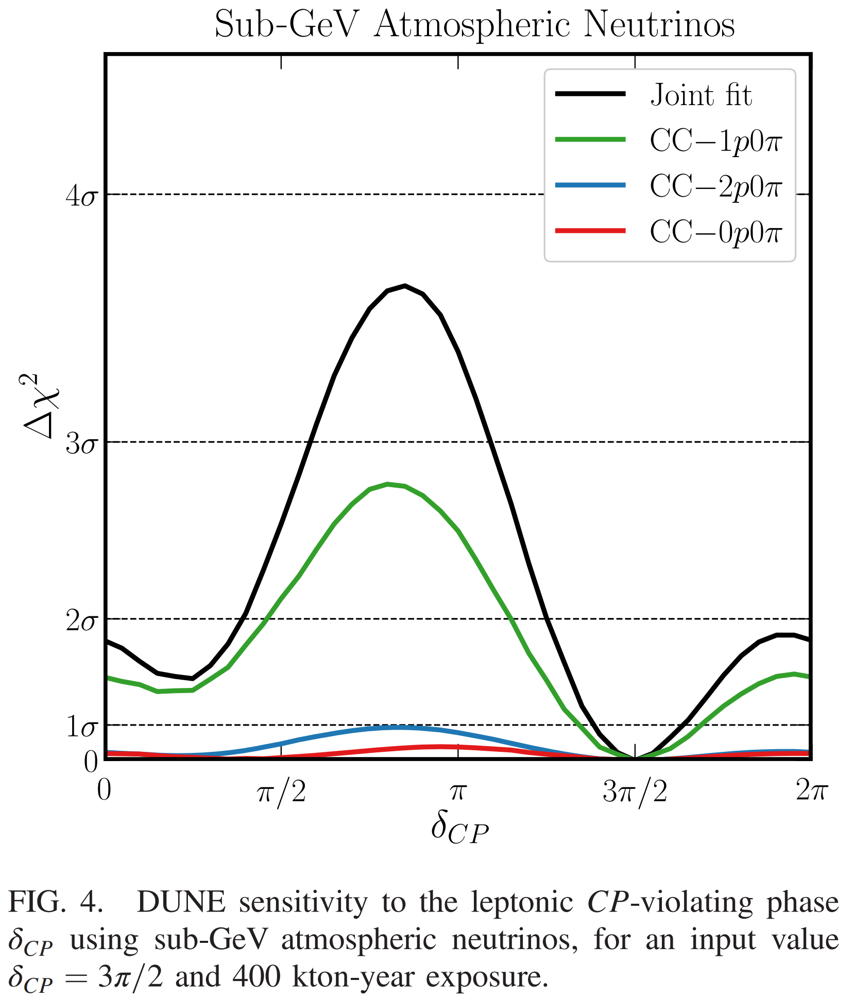 Sub-GeV Atmospheric Neutrinos
Joint fit
CC−1p0π
CC−2p0π
CC−0p0π
4σ
3σ
2σ
1σ
0
Δχ²
0 π/2 π 3π/2 2π
δ_CP
FIG. 4. DUNE sensitivity to the leptonic CP-violating phase
δ_CP using sub-GeV atmospheric neutrinos, for an input value
δ_CP = 3π/2 and 400 kton-year exposure.